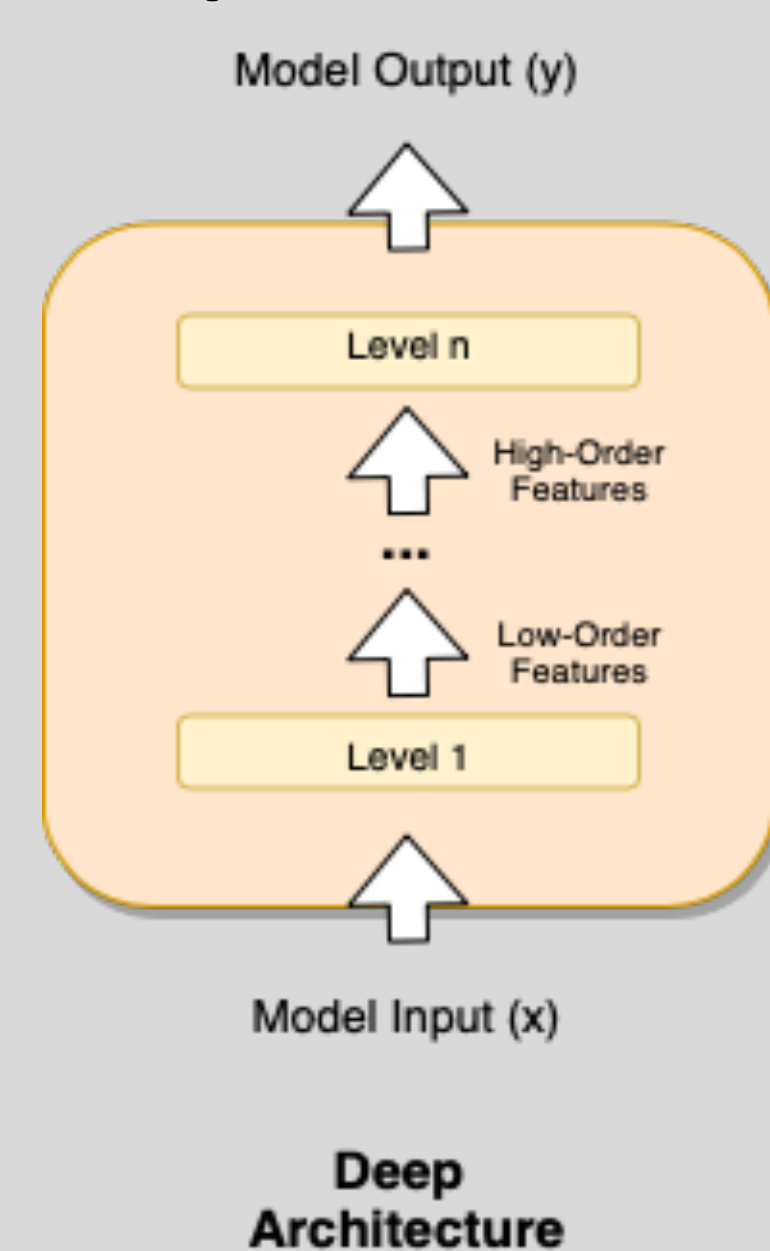 Model Output (y)
Level n
High-Order
Features
...
Low-Order
Features
Level 1
Model Input (x)
Deep
Architecture